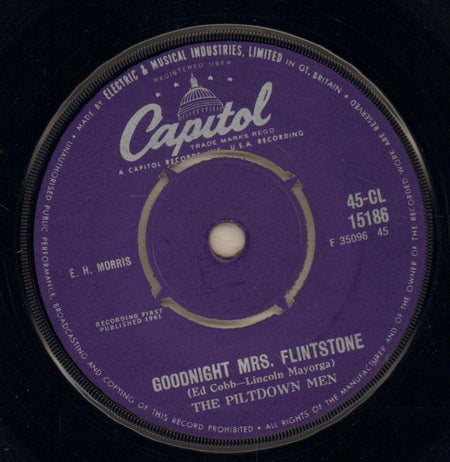 MADE BY ELECTRIC & MUSICAL INDUSTRIES, LIMITED IN GT. BRITAIN •
REGISTERED USER
Capitol
TRADE MARKS REGD
A CAPITOL RECORDS, INC., U.S.A. RECORDING
45-CL
15186
F 35096 45
E. H. MORRIS
RECORDING FIRST
PUBLISHED 1961
GOODNIGHT MRS. FLINTSTONE
(Ed Cobb—Lincoln Mayorga)
THE PILTDOWN MEN
ALL RIGHTS OF THE MANUFACTURER AND OF THE OWNER OF THE RECORDED WORK ARE RESERVED
UNAUTHORISED PUBLIC PERFORMANCE, BROADCASTING AND COPYING OF THIS RECORD PROHIBITED